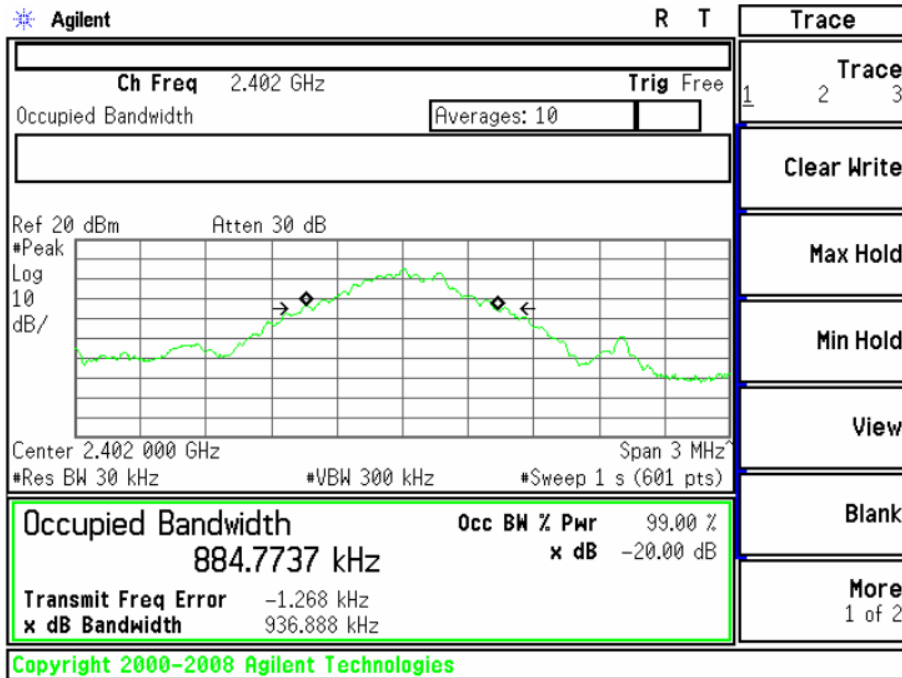 Agilent R T Trace
Ch Freq 2.402 GHz Trig Free
Occupied Bandwidth Averages: 10
Ref 20 dBm Atten 30 dB
#Peak
Log
10
dB/
Center 2.402 000 GHz Span 3 MHz^
#Res BW 30 kHz #VBW 300 kHz #Sweep 1 s (601 pts)
Occupied Bandwidth Occ BW % Pwr 99.00 %
884.7737 kHz x dB -20.00 dB
Transmit Freq Error -1.268 kHz
x dB Bandwidth 936.888 kHz
Copyright 2000-2008 Agilent Technologies
Trace
1 2 3
Clear Write
Max Hold
Min Hold
View
Blank
More
1 of 2